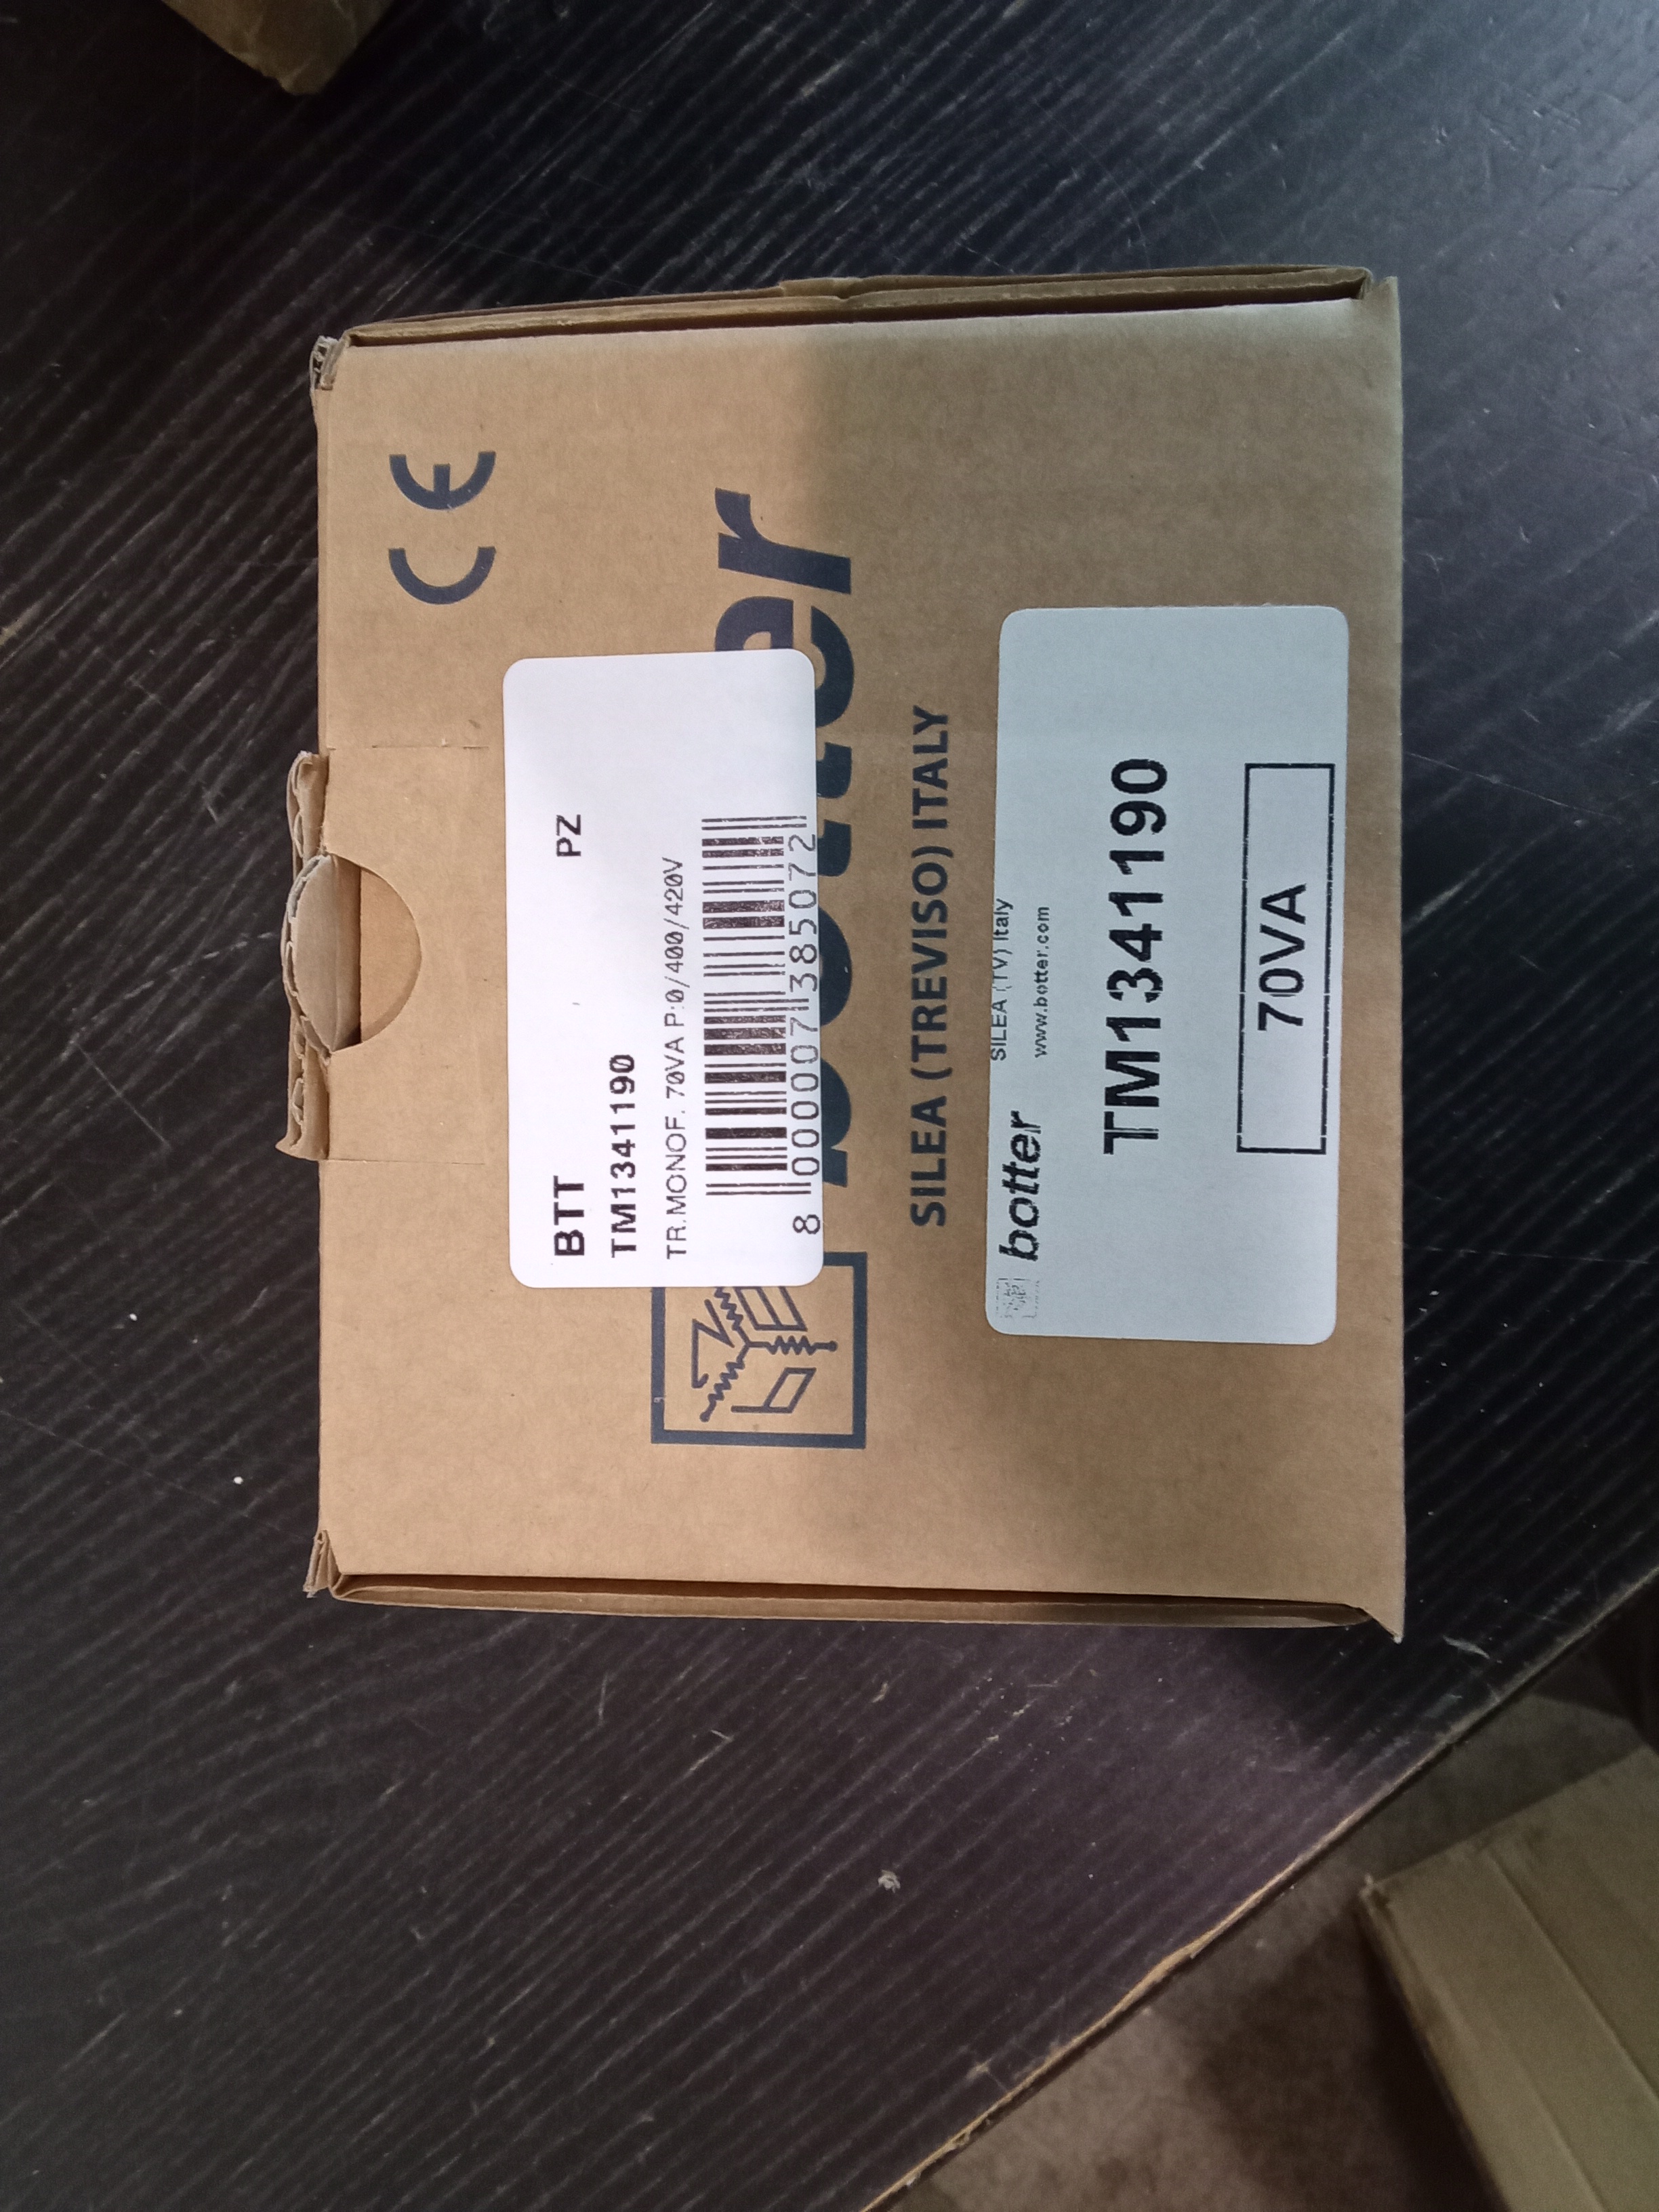 CE
BTT PZ
TM1341190
TR.MONOF. 70VA P:0/400/420V
8 000007 385072
botter
SILEA (TREVISO) ITALY
botter
SILEA (TV) Italy
www.botter.com
TM1341190
70VA